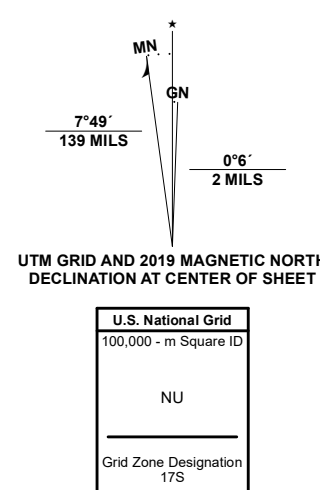 ★
MN
GN
7°49´
139 MILS
0°6´
2 MILS
UTM GRID AND 2019 MAGNETIC NORTH
DECLINATION AT CENTER OF SHEET
U.S. National Grid
100,000 - m Square ID
NU
Grid Zone Designation
17S